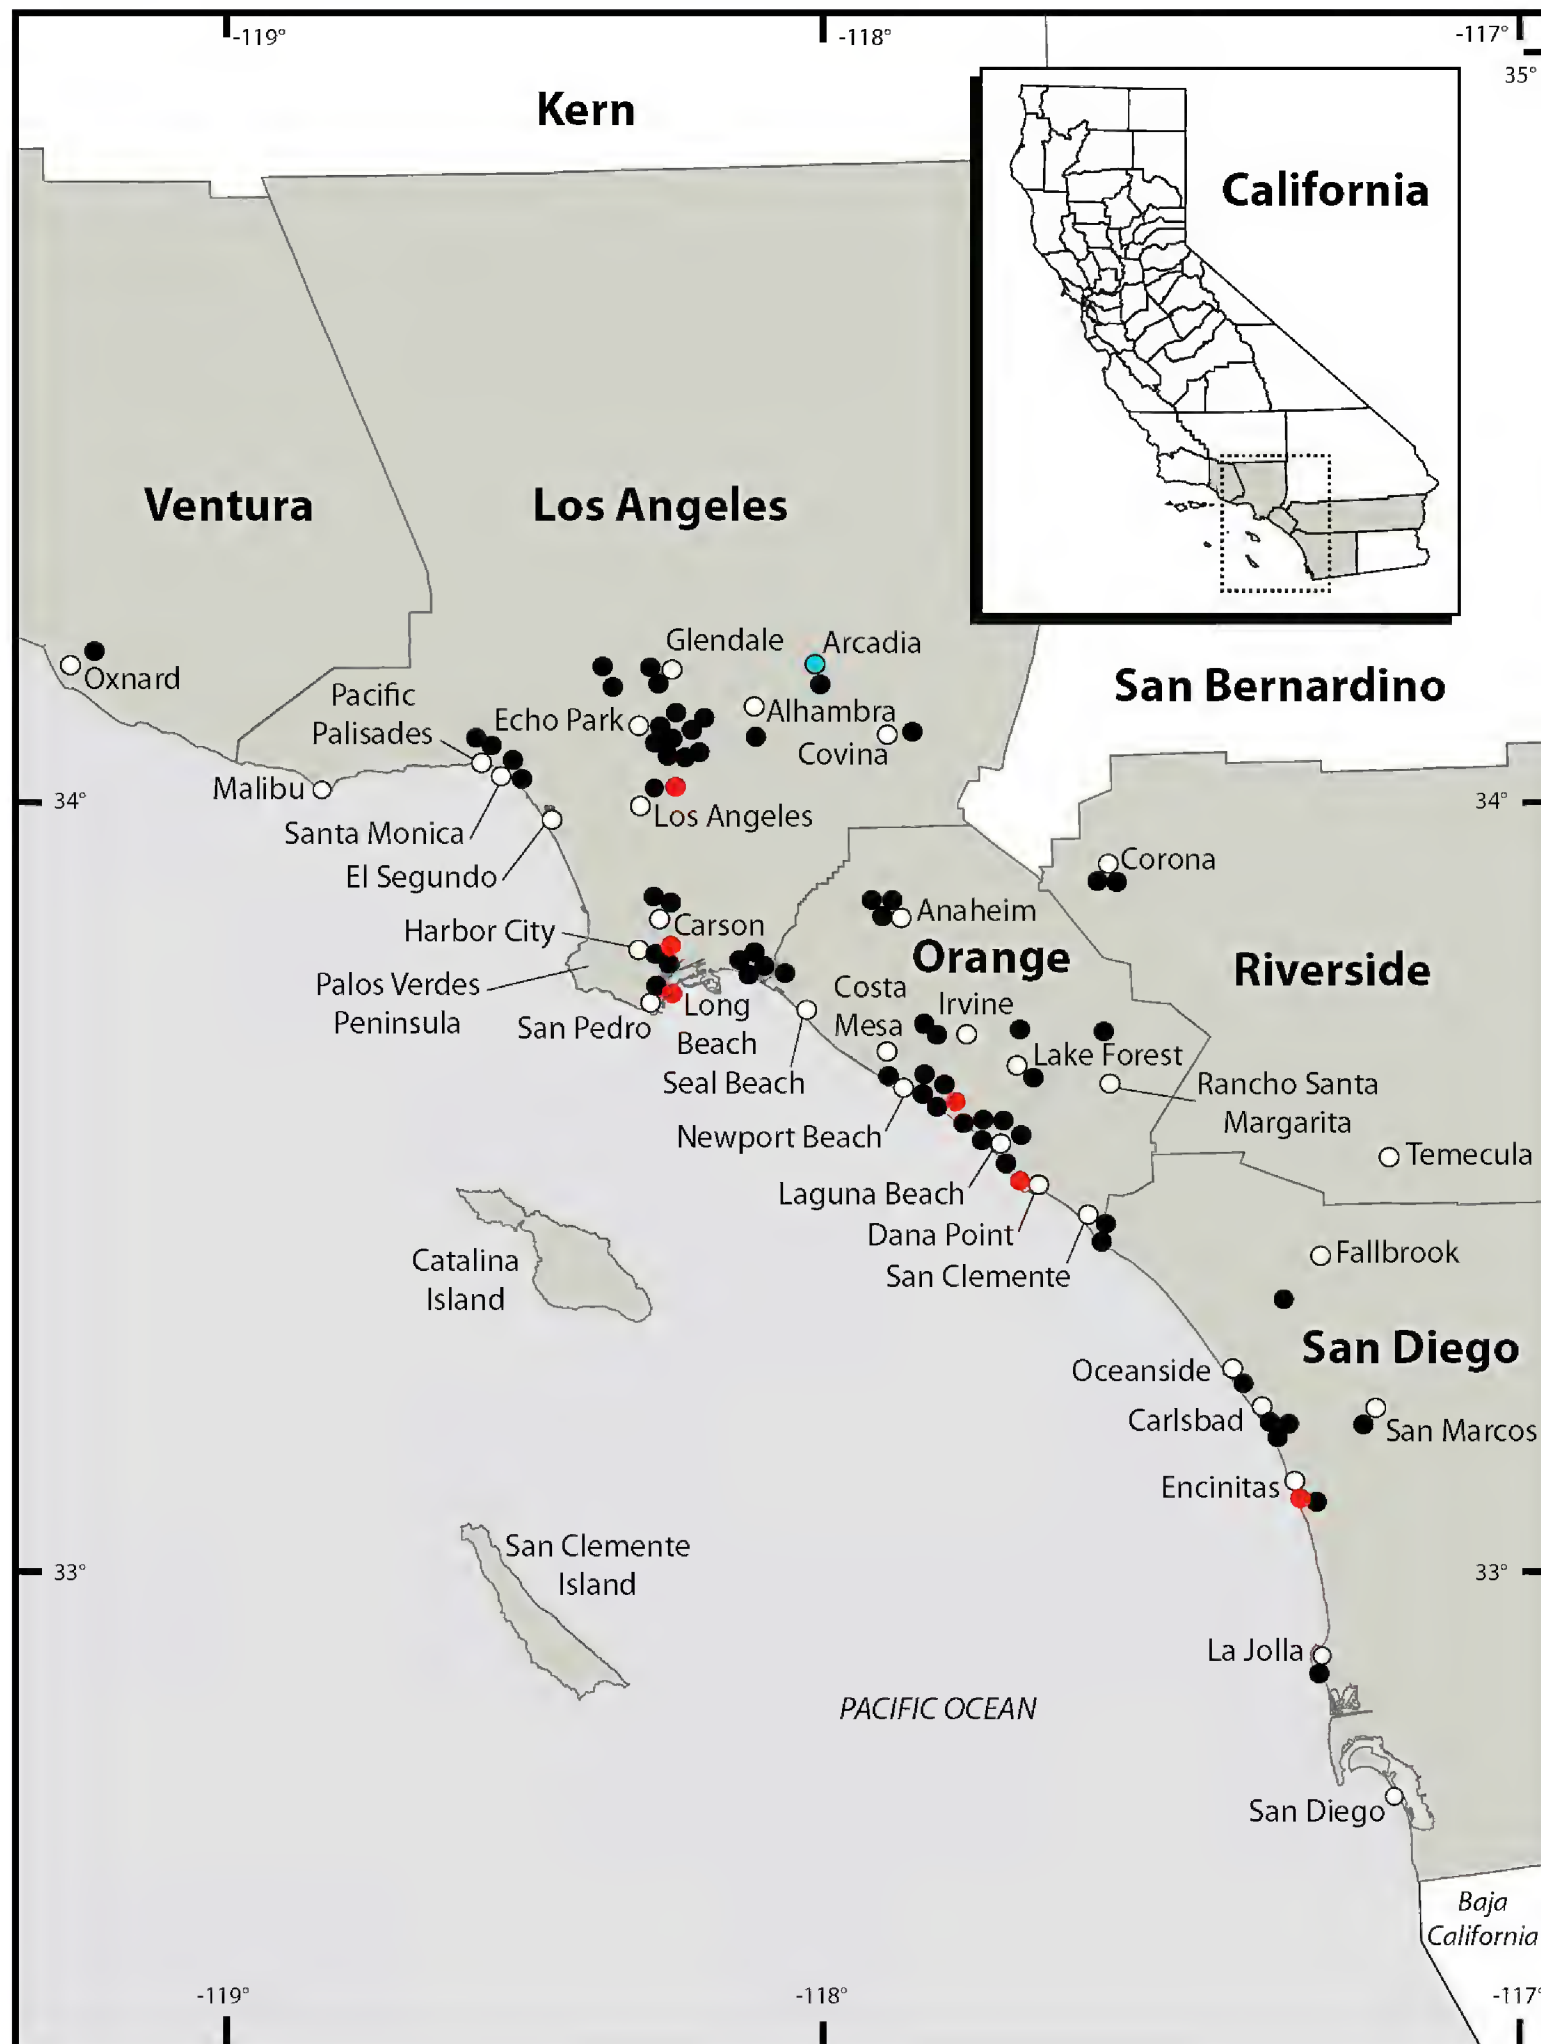 -119°
-118°
-117°
35°
Kern
California
Ventura
Los Angeles
Glendale
Arcadia
Oxnard
Pacific
Palisades
Echo Park
Alhambra
Covina
San Bernardino
Malibu
34°
34°
Santa Monica
Los Angeles
El Segundo
Corona
Harbor City
Carson
Anaheim
Orange
Riverside
Palos Verdes
Peninsula
San Pedro
Long
Beach
Costa
Mesa
Irvine
Lake Forest
Seal Beach
Rancho Santa
Margarita
Newport Beach
Temecula
Laguna Beach
Dana Point
San Clemente
Fallbrook
Catalina
Island
San Diego
Oceanside
Carlsbad
San Marcos
Encinitas
San Clemente
Island
33°
33°
La Jolla
PACIFIC OCEAN
San Diego
Baja
California
-119°
-118°
-117°